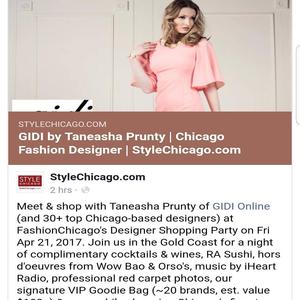 gidi
STYLECHICAGO.COM
GIDI by Taneasha Prunty | Chicago
Fashion Designer | StyleChicago.com
STYLE
CHICAGO
StyleChicago.com
2 hrs ·
Meet & shop with Taneasha Prunty of GIDI Online
(and 30+ top Chicago-based designers) at
FashionChicago's Designer Shopping Party on Fri
Apr 21, 2017. Join us in the Gold Coast for a night
of complimentary cocktails & wines, RA Sushi, hors
d'oeuvres from Wow Bao & Orso's, music by iHeart
Radio, professional red carpet photos, our
signature VIP Goodie Bag (~20 brands, est. value